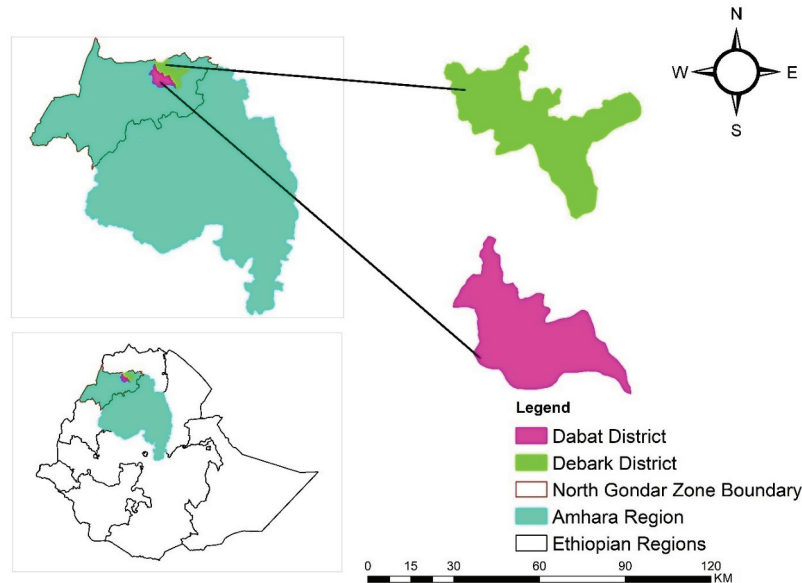 N
W
E
S
Legend
Dabat District
Debark District
North Gondar Zone Boundary
Amhara Region
Ethiopian Regions
0 15 30 60 90 120
KM